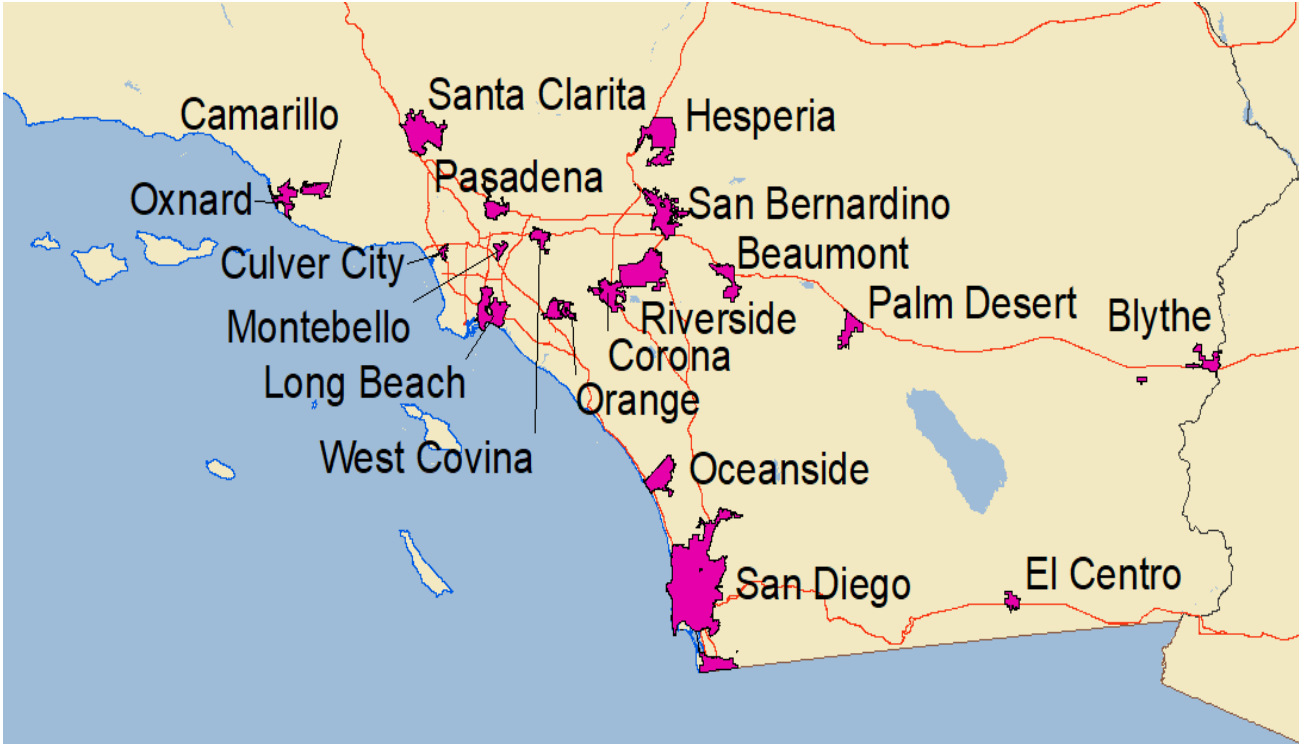 Santa Clarita
Camarillo
Hesperia
Pasadena
Oxnard
San Bernardino
Culver City
Beaumont
Montebello
Riverside
Palm Desert
Blythe
Corona
Long Beach
Orange
West Covina
Oceanside
San Diego
El Centro